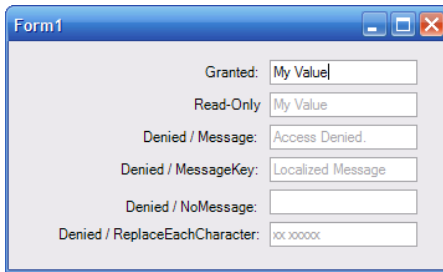 Form1
Granted: My Value
Read-Only My Value
Denied / Message: Access Denied.
Denied / MessageKey: Localized Message
Denied / NoMessage:
Denied / ReplaceEachCharacter: xx xxxxx